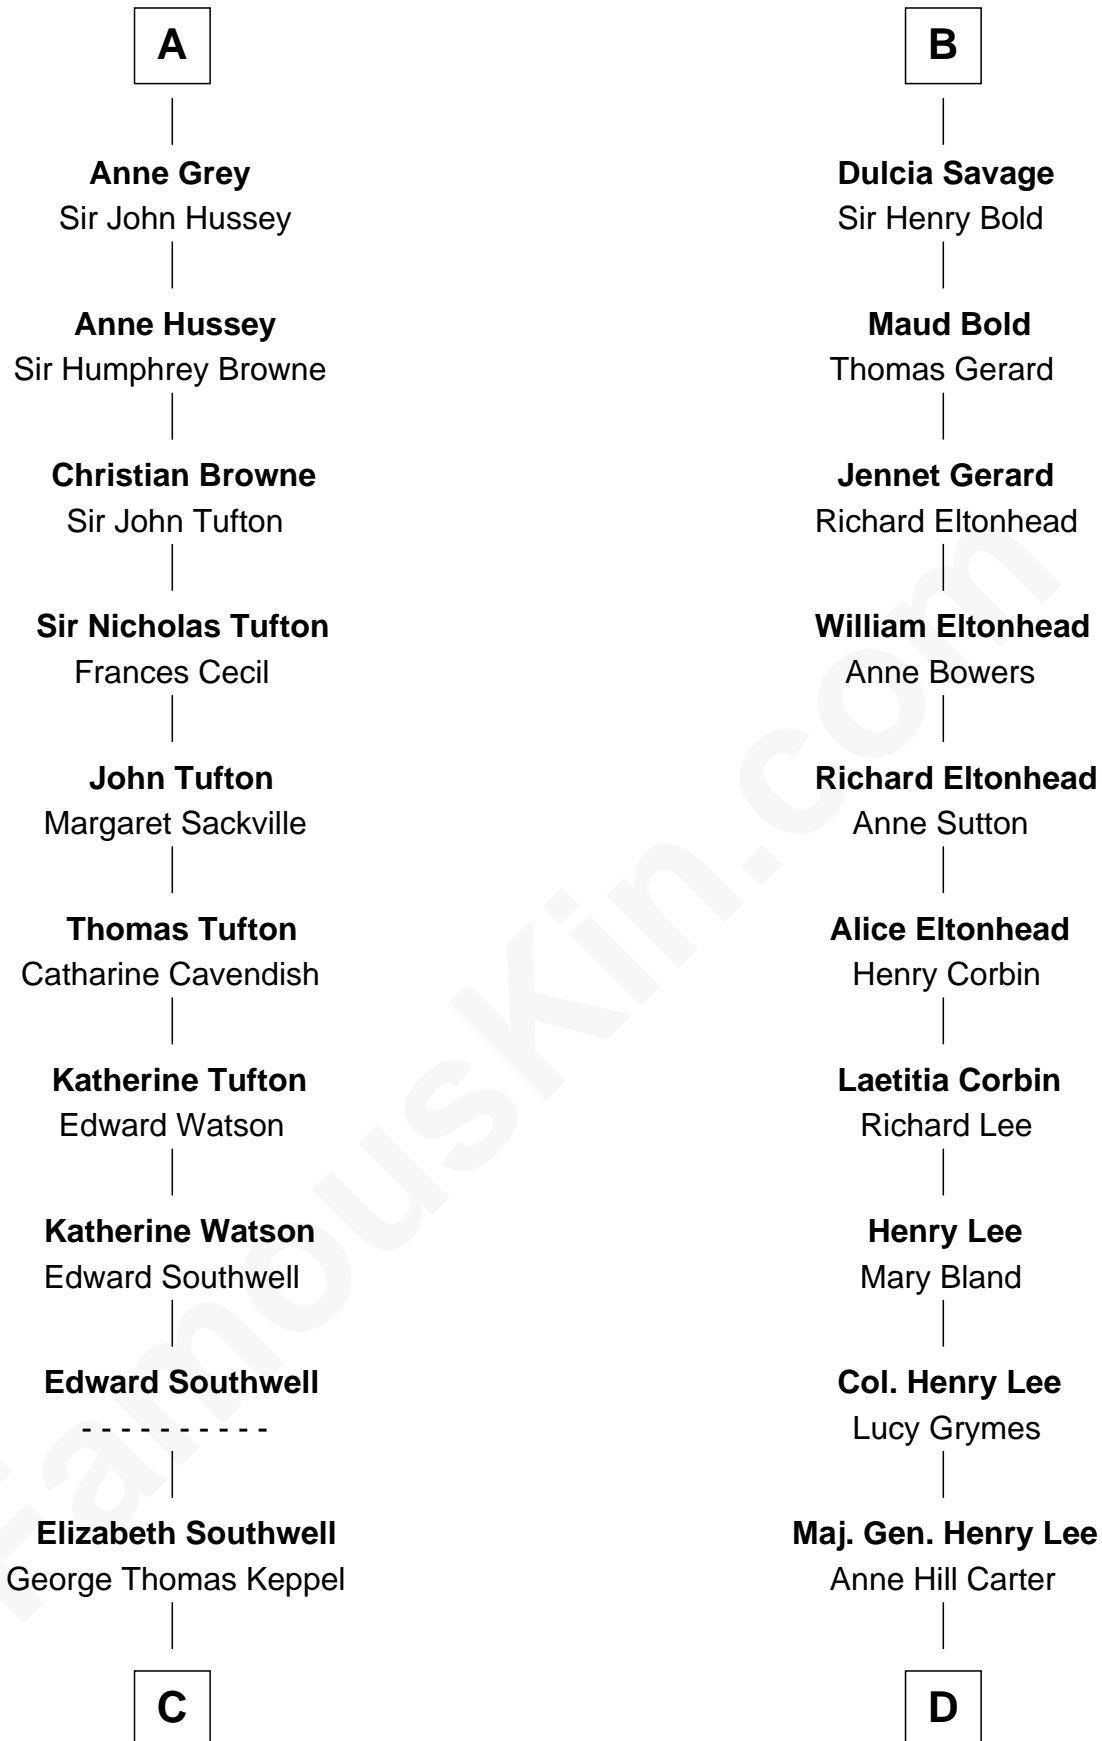 A
Anne Grey
Sir John Hussey
Anne Hussey
Sir Humphrey Browne
Christian Browne
Sir John Tufton
Sir Nicholas Tufton
Frances Cecil
John Tufton
Margaret Sackville
Thomas Tufton
Catharine Cavendish
Katherine Tufton
Edward Watson
Katherine Watson
Edward Southwell
Edward Southwell
- - - - - - - - - -
Elizabeth Southwell
George Thomas Keppel
C
B
Dulcia Savage
Sir Henry Bold
Maud Bold
Thomas Gerard
Jennet Gerard
Richard Eltonhead
William Eltonhead
Anne Bowers
Richard Eltonhead
Anne Sutton
Alice Eltonhead
Henry Corbin
Laetitia Corbin
Richard Lee
Henry Lee
Mary Bland
Col. Henry Lee
Lucy Grymes
Maj. Gen. Henry Lee
Anne Hill Carter
D
FamousKin.com